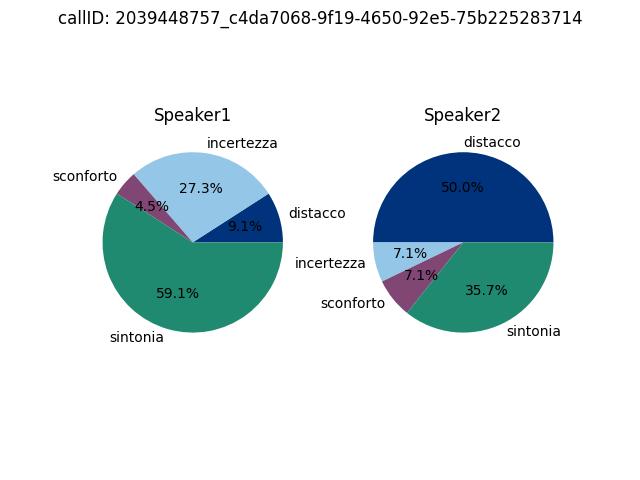 callID: 2039448757_c4da7068-9f19-4650-92e5-75b225283714
Speaker1
incertezza
sconforto
27.3%
4.5%
distacco
9.1%
59.1%
sintonia
Speaker2
distacco
50.0%
incertezza
7.1%
7.1%
sconforto
35.7%
sintonia